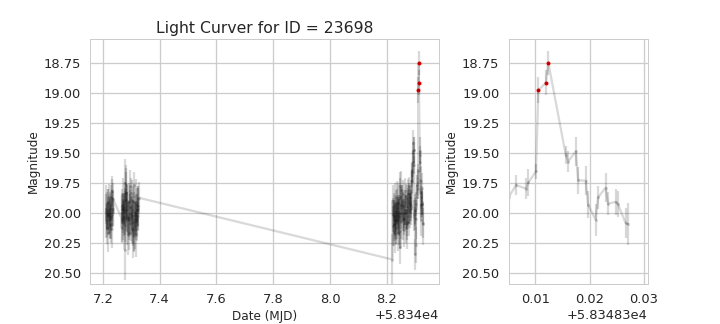 Light Curver for ID = 23698
Magnitude
18.75
19.00
19.25
19.50
19.75
20.00
20.25
20.50
7.2 7.4 7.6 7.8 8.0 8.2
Date (MJD)
+5.834e4
Magnitude
18.75
19.00
19.25
19.50
19.75
20.00
20.25
20.50
0.01 0.02 0.03
+5.83483e4